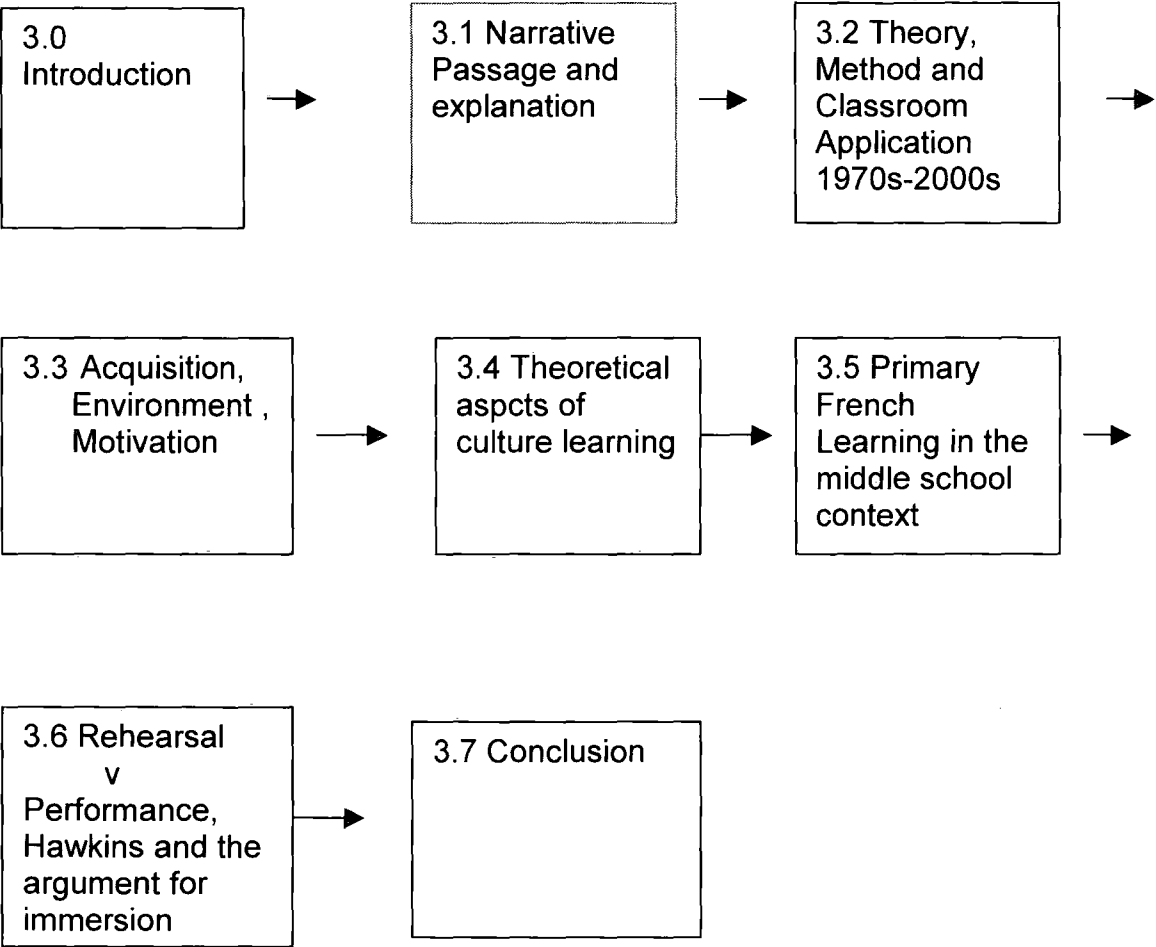 3.0
Introduction
3.1 Narrative
Passage and
explanation
3.2 Theory,
Method and
Classroom
Application
1970s-2000s
3.3 Acquisition,
Environment ,
Motivation
3.4 Theoretical
aspcts of
culture learning
3.5 Primary
French
Learning in the
middle school
context
3.6 Rehearsal
v
Performance,
Hawkins and the
argument for
immersion
3.7 Conclusion